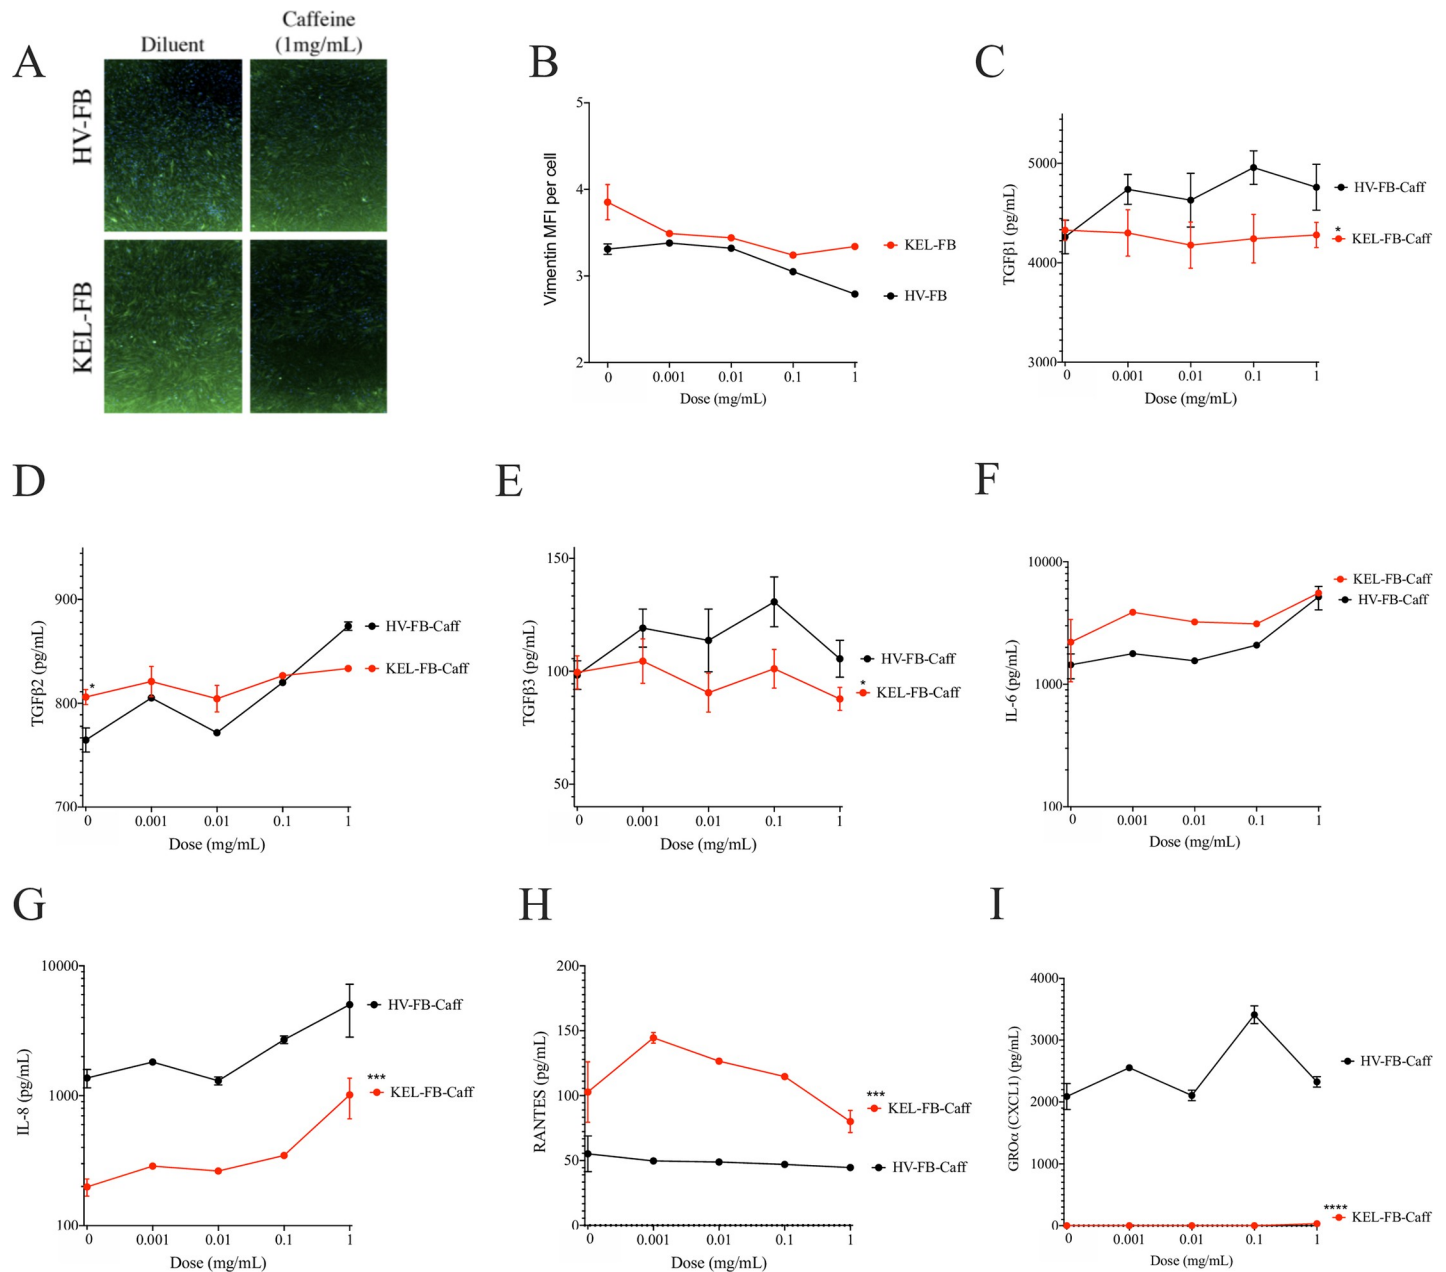 A
Diluent
Caffeine
(1mg/mL)
HV-FB
KEL-FB
B
Vimentin MFI per cell
5
4
3
2
0 0.001 0.01 0.1 1
Dose (mg/mL)
KEL-FB
HV-FB
C
TGFβ1 (pg/mL)
5000
4000
3000
0 0.001 0.01 0.1 1
Dose (mg/mL)
HV-FB-Caff
*
KEL-FB-Caff
D
TGFβ2 (pg/mL)
900
800
700
*
0 0.001 0.01 0.1 1
Dose (mg/mL)
HV-FB-Caff
KEL-FB-Caff
E
TGFβ3 (pg/mL)
150
100
50
0 0.001 0.01 0.1 1
Dose (mg/mL)
HV-FB-Caff
*
KEL-FB-Caff
F
IL-6 (pg/mL)
10000
1000
100
0 0.001 0.01 0.1 1
Dose (mg/mL)
KEL-FB-Caff
HV-FB-Caff
G
IL-8 (pg/mL)
10000
1000
100
0 0.001 0.01 0.1 1
Dose (mg/mL)
HV-FB-Caff
***
KEL-FB-Caff
H
RANTES (pg/mL)
200
150
100
50
0
0 0.001 0.01 0.1 1
Dose (mg/mL)
***
KEL-FB-Caff
HV-FB-Caff
I
GROα (CXCL1) (pg/mL)
4000
3000
2000
1000
0
0 0.001 0.01 0.1 1
Dose (mg/mL)
HV-FB-Caff
****
KEL-FB-Caff